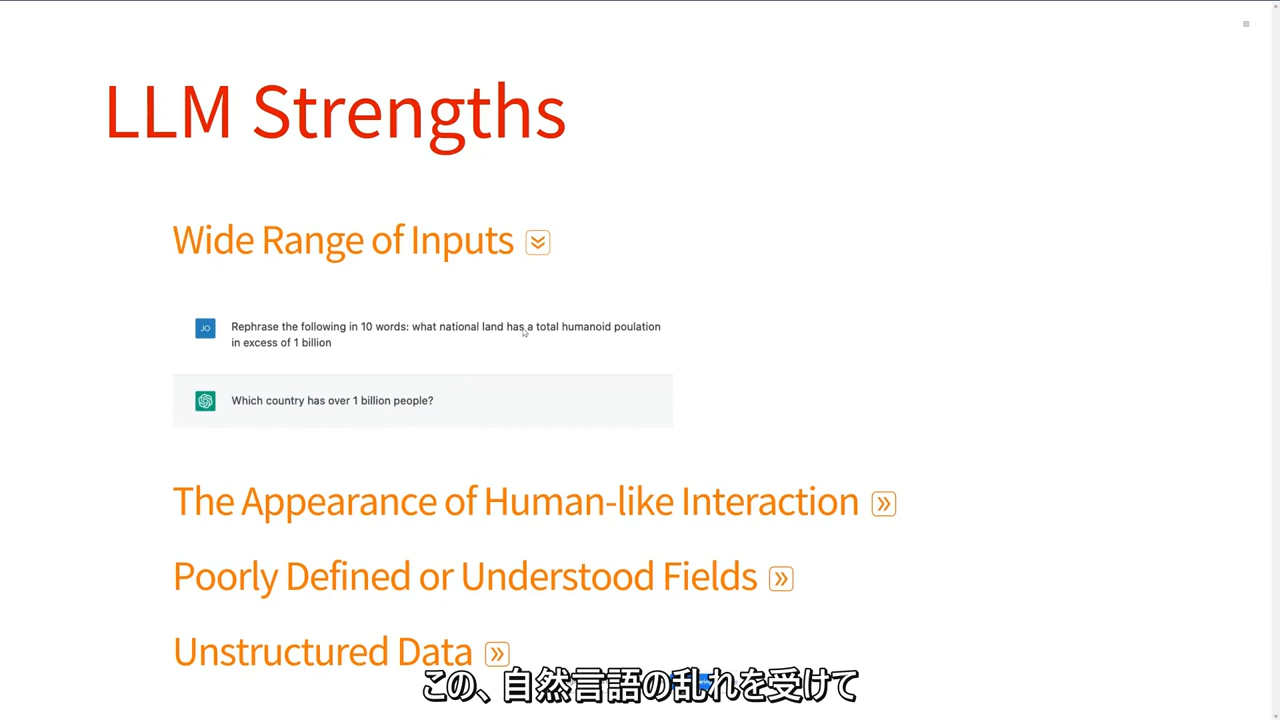 LLM Strengths
Wide Range of Inputs
JO
Rephrase the following in 10 words: what national land has a total humanoid poulation
in excess of 1 billion
Which country has over 1 billion people?
The Appearance of Human-like Interaction
Poorly Defined or Understood Fields
Unstructured Data
この、自然言語の乱れを受けて